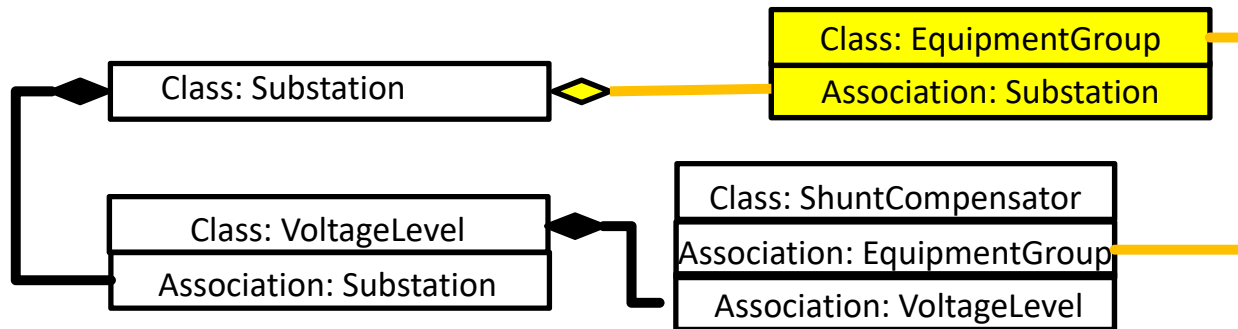 Class: EquipmentGroup
Association: Substation
Class: Substation
Class: ShuntCompensator
Association: EquipmentGroup
Association: VoltageLevel
Class: VoltageLevel
Association: Substation